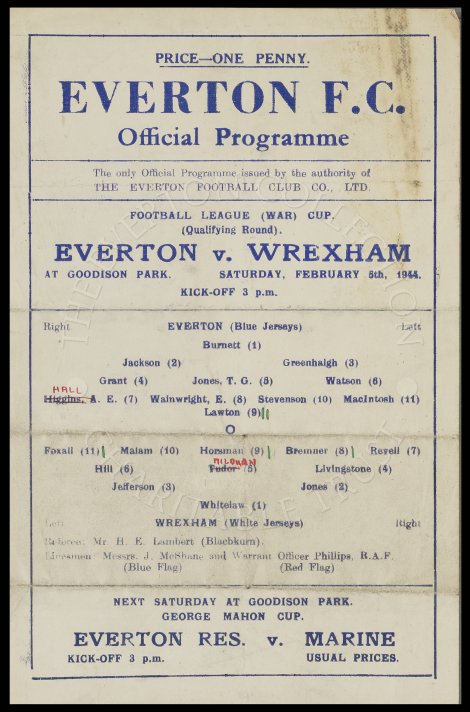 PRICE—ONE PENNY.
EVERTON F.C.
Official Programme
The only Official Programme issued by the authority of
THE EVERTON FOOTBALL CLUB CO., LTD.
FOOTBALL LEAGUE (WAR) CUP.
(Qualifying Round).
EVERTON v. WREXHAM
AT GOODISON PARK. SATURDAY, FEBRUARY 5th, 1944.
KICK-OFF 3 p.m.
Right EVERTON (Blue Jerseys) Left
Burnett (1)
Jackson (2) Greenhalgh (3)
Grant (4) Jones, T. G. (5) Watson (6)
HALL
Higgins, A. E. (7) Wainwright, E. (8) Stevenson (10) MacIntosh (11)
Lawton (9)
O
Foxall (11) Malam (10) Horsman (9) Bremner (8) Revell (7)
MILDURN
Hill (6) Tudor (5) Livingstone (4)
Jefferson (3) Jones (2)
Whitelaw (1)
Left WREXHAM (White Jerseys) Right
Referee: Mr. H. E. Lambert (Blackburn).
Linesmen: Messrs. J. McShane and Warrant Officer Phillips, R.A.F.
(Blue Flag) (Red Flag)
NEXT SATURDAY AT GOODISON PARK.
GEORGE MAHON CUP.
EVERTON RES. v. MARINE
KICK-OFF 3 p.m. USUAL PRICES.
THE EVERTON COLLECTION
CHARITABLE TRUST